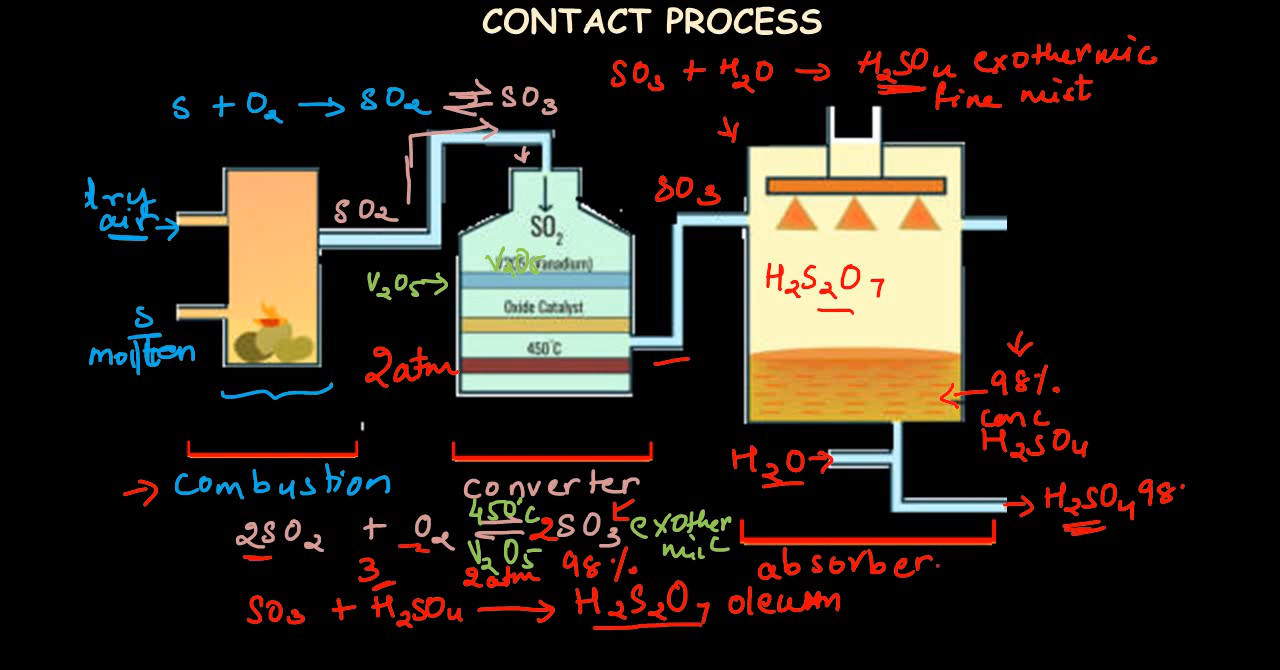 CONTACT PROCESS
SO₃ + H₂O → H₂SO₄ exothermic
fine mist
S + O₂ → SO₂ ⇌ SO₃
dry
air →
SO₂
SO₃
SO₂
V₂O₅
V₂O₅ →
Oxide Catalyst
450°C
H₂S₂O₇
S
molten
2atm
98%
conc
H₂SO₄
H₂O →
→ H₂SO₄ 98.
→ Combustion
converter
absorber.
450°C
2SO₂ + O₂ ⇌ 2SO₃ exother
mic
V₂O₅
3
2atm
98%
SO₃ + H₂SO₄ → H₂S₂O₇ oleum